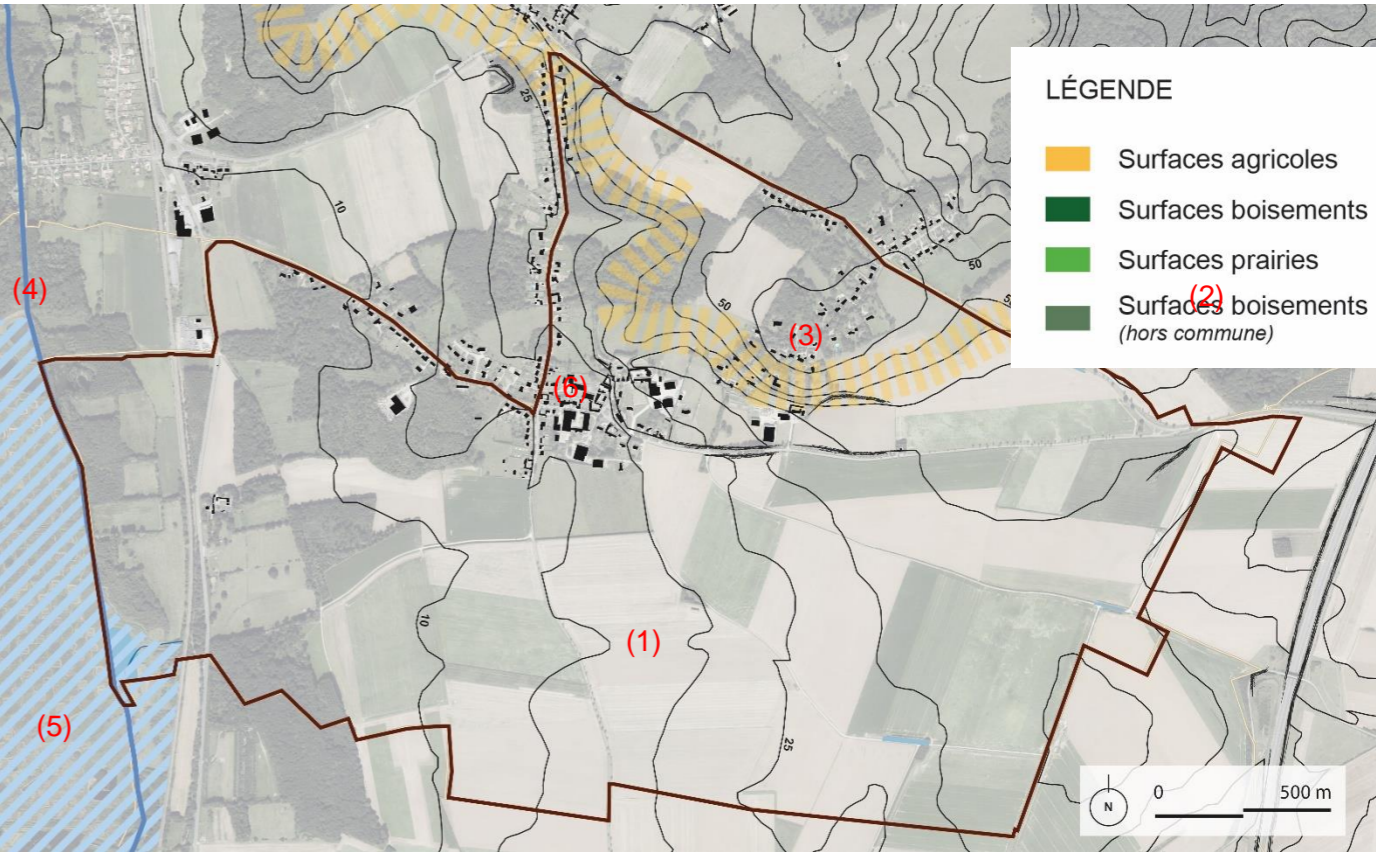 25
LÉGENDE
Surfaces agricoles
Surfaces boisements
Surfaces prairies
Surfaces boisements
(hors commune)
(2)
10
50
(4)
50
(3)
(6)
10
(1)
(5)
25
N
0
500 m